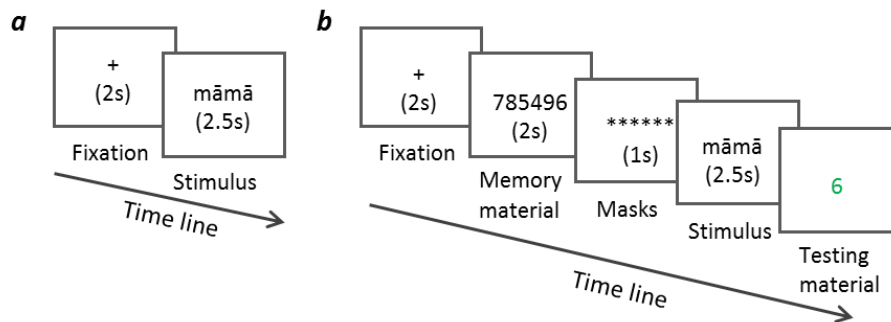 a
+
(2s)
Fixation
māmā
(2.5s)
Stimulus
Time line
b
+
(2s)
Fixation
785496
(2s)
Memory
material
******
(1s)
Masks
māmā
(2.5s)
Stimulus
6
Testing
material
Time line